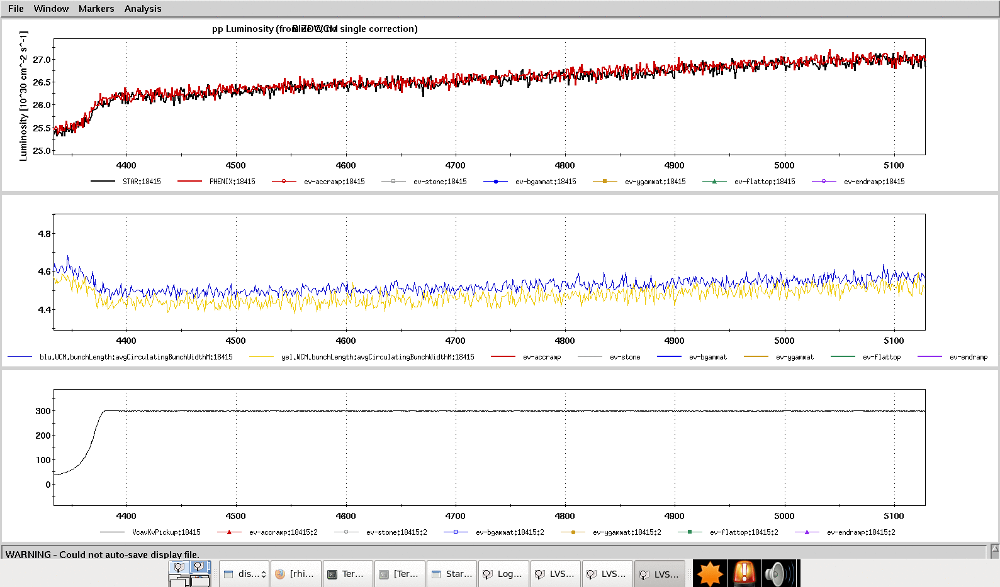 File Window Markers Analysis
pp Luminosity (from ZDC, no single correction)
Luminosity [10^30 cm^-2 s^-1]
27.0
26.5
26.0
25.5
25.0
4400 4500 4600 4700 4800 4900 5000 5100
STAR:18415 PHENIX:18415 ev-accramp:18415 ev-stone:18415 ev-bgammat:18415 ev-ygammat:18415 ev-flattop:18415 ev-endramp:18415
4.8
4.6
4.4
4400 4500 4600 4700 4800 4900 5000 5100
blu.WCM.bunchLength:avgCirculatingBunchWidthM:18415 yel.WCM.bunchLength:avgCirculatingBunchWidthM:18415 ev-accramp ev-stone ev-bgammat ev-ygammat ev-flattop ev-endramp
300
200
100
0
4400 4500 4600 4700 4800 4900 5000 5100
VcavKvPickup:18415 ev-accramp:18415:2 ev-stone:18415:2 ev-bgammat:18415:2 ev-ygammat:18415:2 ev-flattop:18415:2 ev-endramp:18415:2
WARNING - Could not auto-save display file.
dis... [rhi... Ter... [Ter... Star... Log... LVS... LVS... LVS...